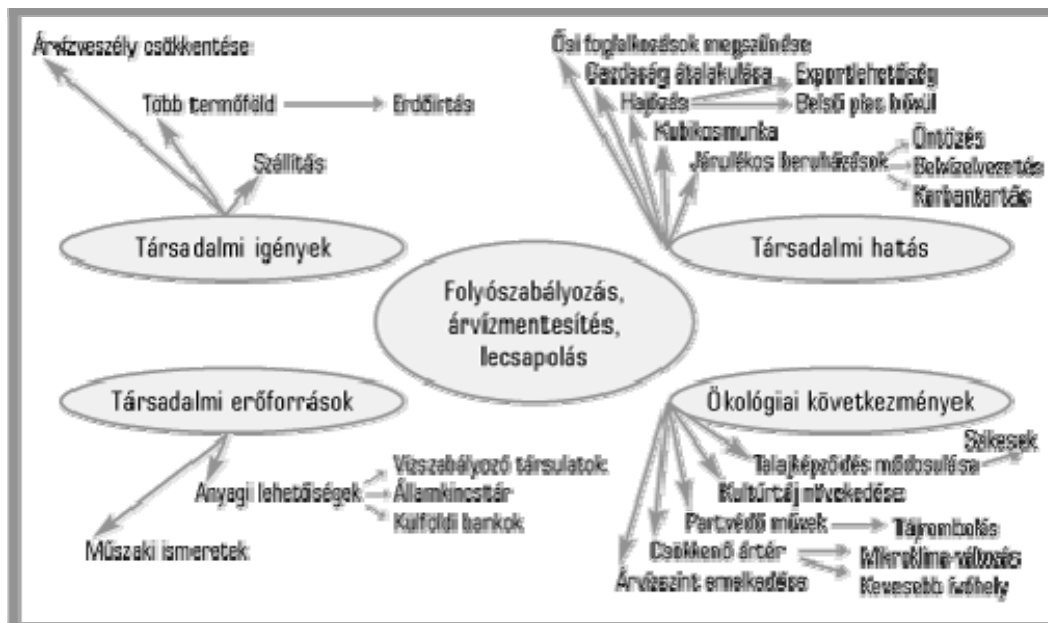 Árvízveszély csökkentése
Több termőföld
Erdőirtás
Szállítás
Társadalmi igények
Ősi foglalkozások megszűnése
Gazdaság átalakulása
Hajózás
Exportlehetőség
Belső piac bővül
Kubikosmunka
Járulékos beruházások
Öntözés
Belvízelvezetés
Karbantartás
Társadalmi hatás
Folyószabályozás,
árvízmentesítés,
lecsapolás
Társadalmi erőforrások
Anyagi lehetőségek
Vízszabályozó társulatok
Államkincstár
Külföldi bankok
Műszaki ismeretek
Ökológiai következmények
Szikesek
Talajképződés módosulása
Kultúrtáj növekedése
Partvédő művek
Tájrombolás
Csökkenő ártér
Mikroklíma-változás
Kevesebb ívóhely
Árvízszint emelkedése